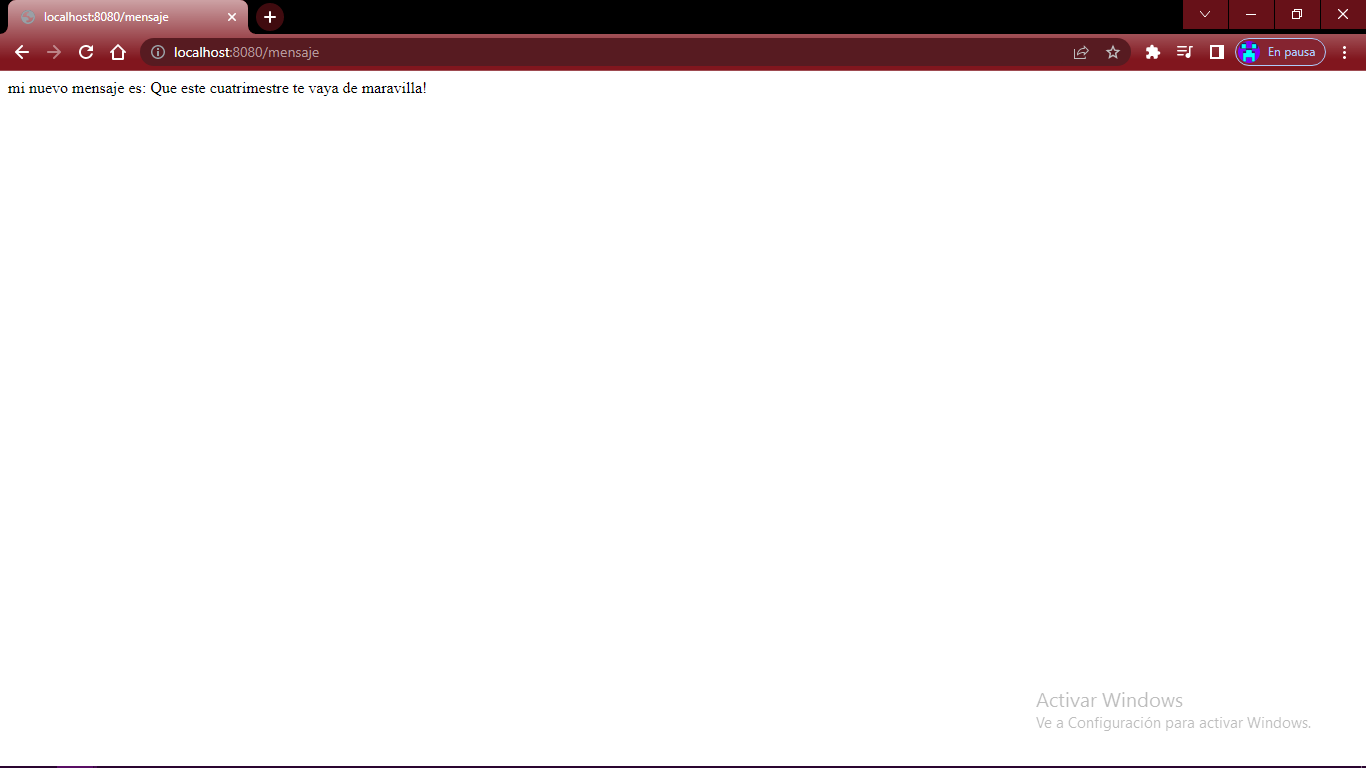 localhost:8080/mensaje
localhost:8080/mensaje
En pausa
mi nuevo mensaje es: Que este cuatrimestre te vaya de maravilla!
Activar Windows
Ve a Configuración para activar Windows.